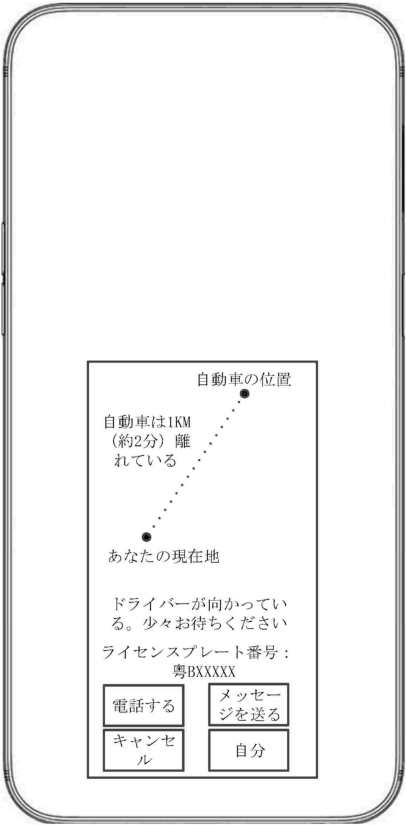 自動車の位置
自動車は1KM
（約2分）離
れている
あなたの現在地
ドライバーが向かってい
る。少々お待ちください
ライセンスプレート番号：
粤BXXXXX
電話する
メッセー
ジを送る
キャンセ
ル
自分